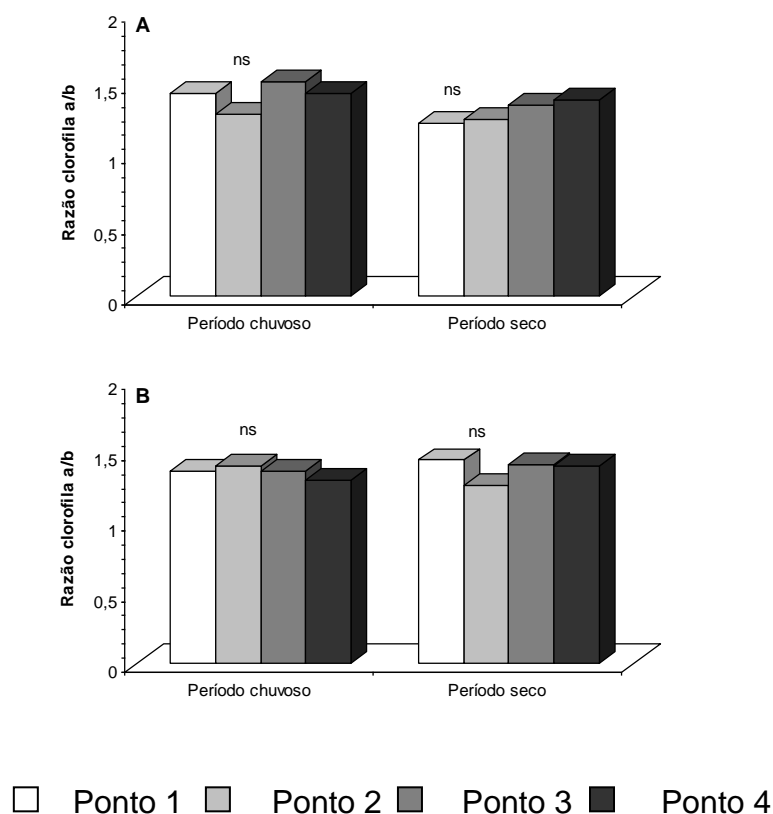 A
2
1,5
1
0,5
0
Razão clorofila a/b
ns
ns
Período chuvoso
Período seco
B
2
1,5
1
0,5
0
Razão clorofila a/b
ns
ns
Período chuvoso
Período seco
Ponto 1 Ponto 2 Ponto 3 Ponto 4